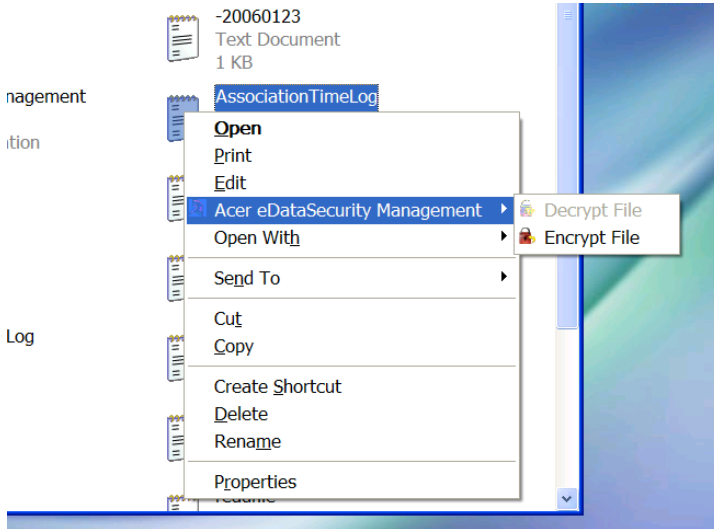 -20060123
Text Document
1 KB
nagement
AssociationTimeLog
Open
ition
Print
Edit
Acer eDataSecurity Management
Decrypt File
Open With
Encrypt File
Send To
Log
Cut
Copy
Create Shortcut
Delete
Rename
Properties